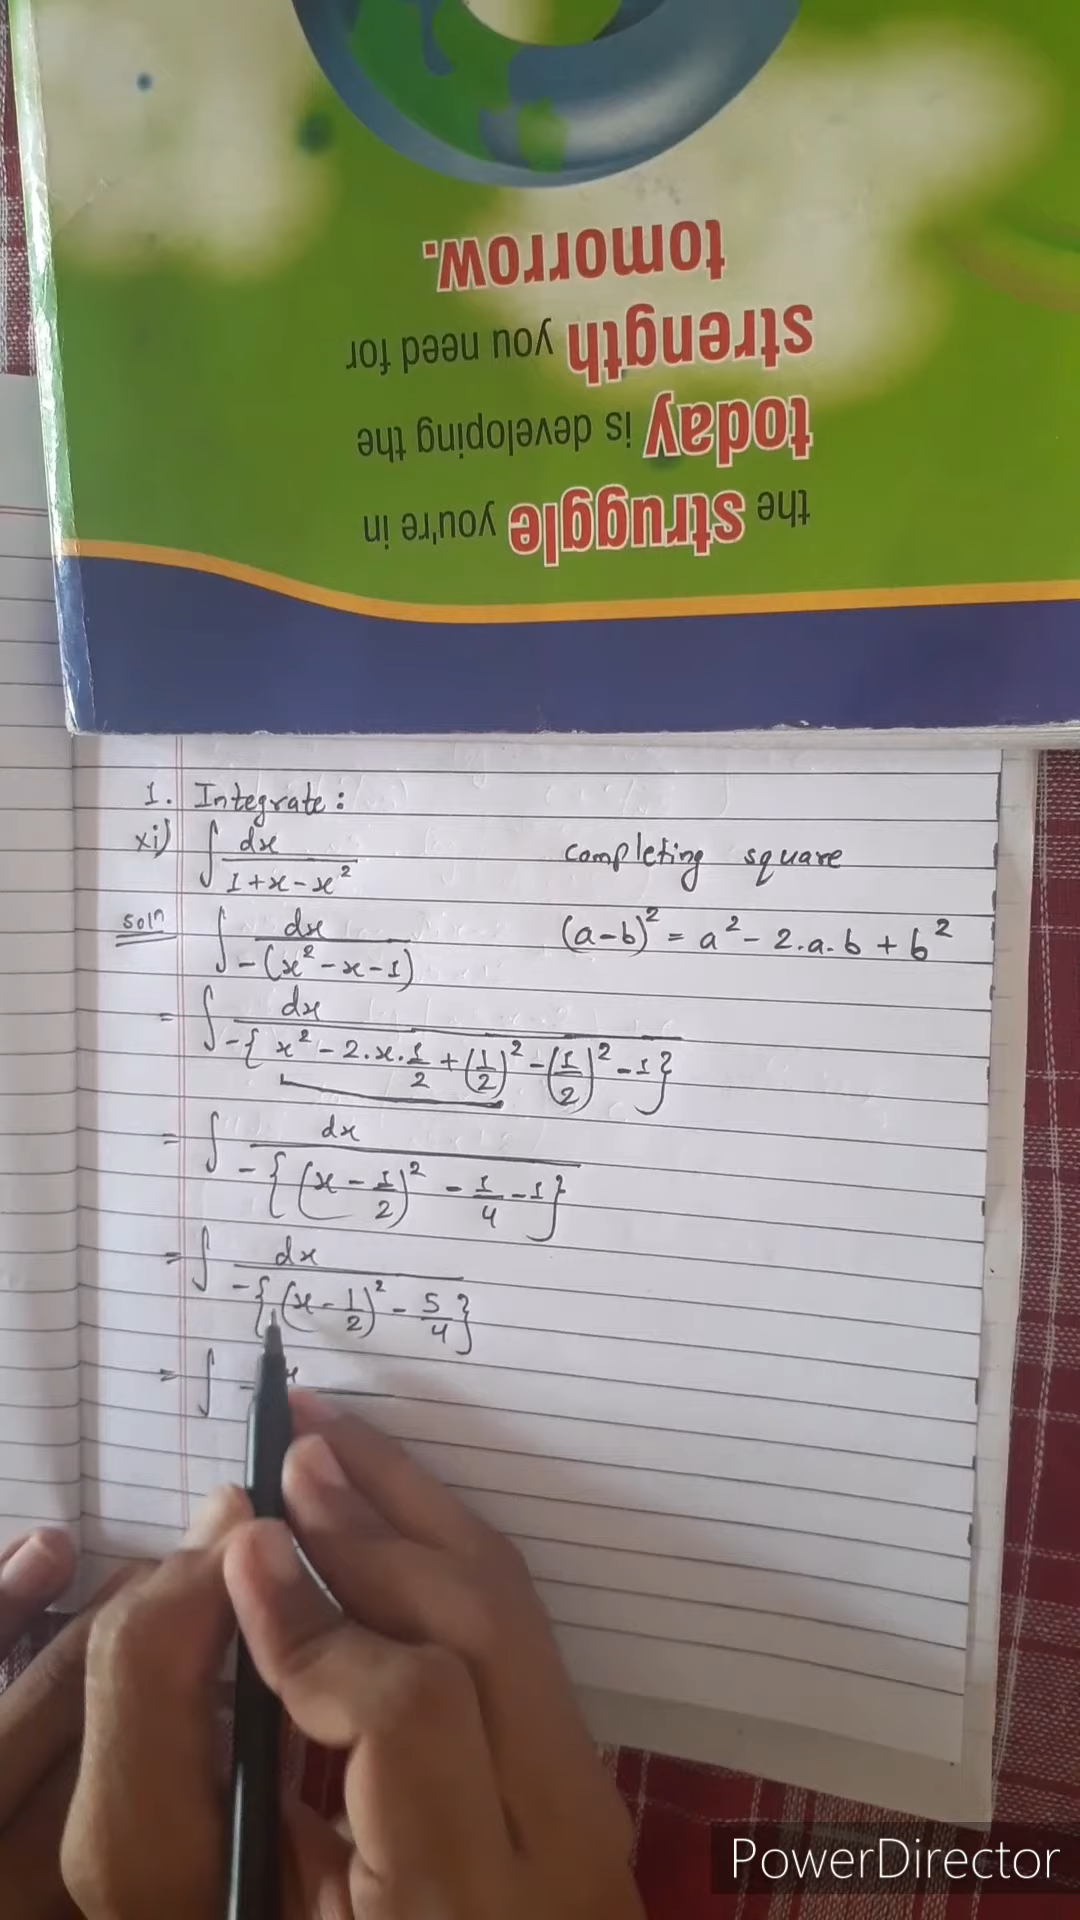 the struggle you're in
today is developing the
strength you need for
tomorrow.
1. Integrate:
xi) ∫ dx / (1+x-x²)
completing square
soln ∫ dx / -(x²-x-1)
(a-b)² = a² - 2.a.b + b²
= ∫ dx / -{x² - 2.x.1/2 + (1/2)² - (1/2)² - 1}
= ∫ dx / -{(x - 1/2)² - 1/4 - 1}
= ∫ dx / -{(x - 1/2)² - 5/4}
= ∫
PowerDirector